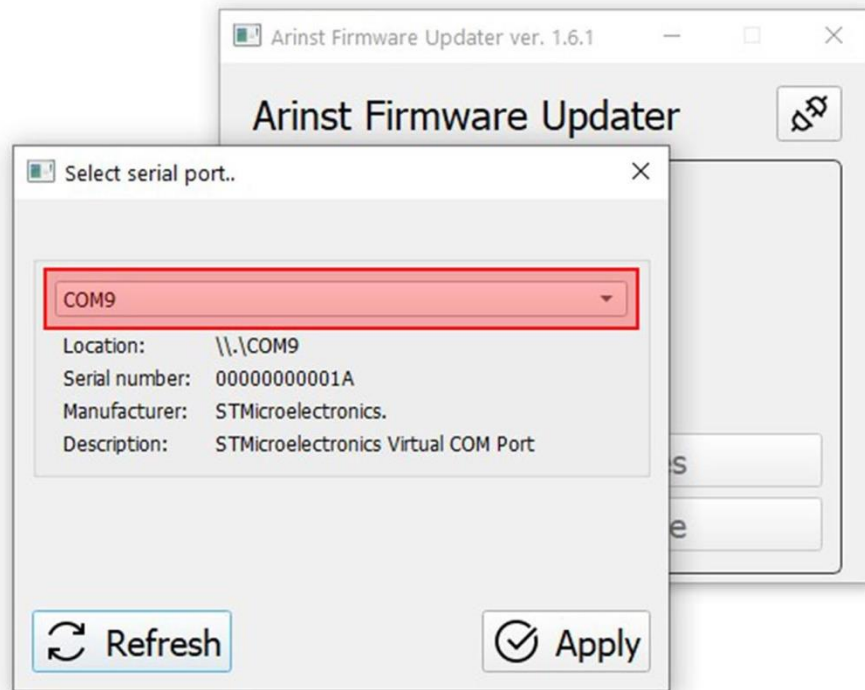 Arinst Firmware Updater ver. 1.6.1
Arinst Firmware Updater
Select serial port..
COM9
Location: \\.\COM9
Serial number: 00000000001A
Manufacturer: STMicroelectronics.
Description: STMicroelectronics Virtual COM Port
Refresh
Apply